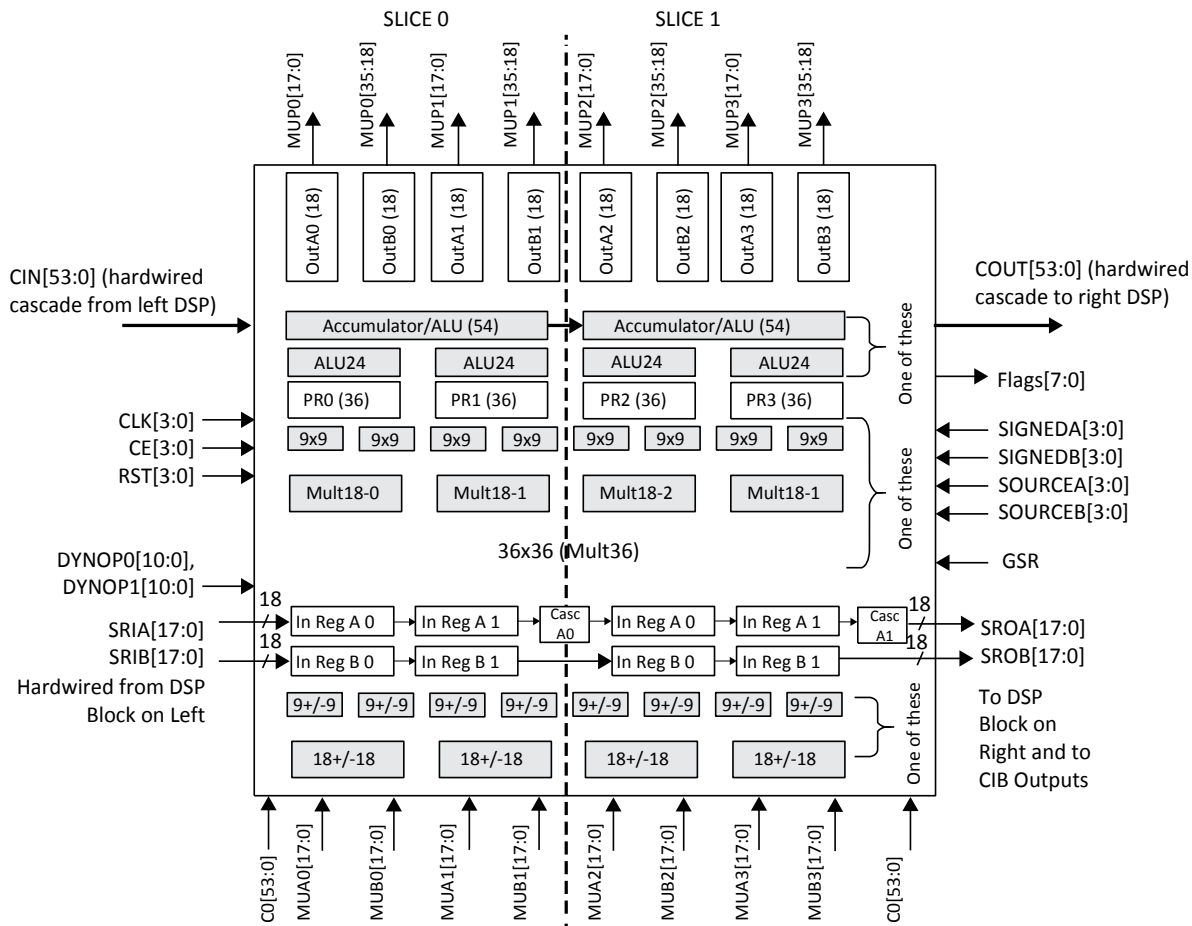 SLICE 0
SLICE 1
MUP0[17:0]
MUP0[35:18]
MUP1[17:0]
MUP1[35:18]
MUP2[17:0]
MUP2[35:18]
MUP3[17:0]
MUP3[35:18]
OutA0 (18)
OutB0 (18)
OutA1 (18)
OutB1 (18)
OutA2 (18)
OutB2 (18)
OutA3 (18)
OutB3 (18)
CIN[53:0] (hardwired
cascade from left DSP)
COUT[53:0] (hardwired
cascade to right DSP)
Accumulator/ALU (54)
Accumulator/ALU (54)
ALU24
ALU24
ALU24
ALU24
One of these
Flags[7:0]
PR0 (36)
PR1 (36)
PR2 (36)
PR3 (36)
CLK[3:0]
CE[3:0]
RST[3:0]
9x9
9x9
9x9
9x9
9x9
9x9
9x9
9x9
SIGNEDA[3:0]
SIGNEDB[3:0]
SOURCEA[3:0]
SOURCEB[3:0]
Mult18-0
Mult18-1
Mult18-2
Mult18-1
One of these
36x36 (Mult36)
GSR
DYNOP0[10:0],
DYNOP1[10:0]
18
SRIA[17:0]
18
SRIB[17:0]
Hardwired from DSP
Block on Left
In Reg A 0
In Reg A 1
Casc
A0
In Reg A 0
In Reg A 1
Casc
A1
18
SROA[17:0]
In Reg B 0
In Reg B 1
In Reg B 0
In Reg B 1
18
SROB[17:0]
9+/-9
9+/-9
9+/-9
9+/-9
9+/-9
9+/-9
9+/-9
9+/-9
18+/-18
18+/-18
18+/-18
18+/-18
One of these
To DSP
Block on
Right and to
CIB Outputs
C0[53:0]
MUA0[17:0]
MUB0[17:0]
MUA1[17:0]
MUB1[17:0]
MUA2[17:0]
MUB2[17:0]
MUA3[17:0]
MUB3[17:0]
C0[53:0]